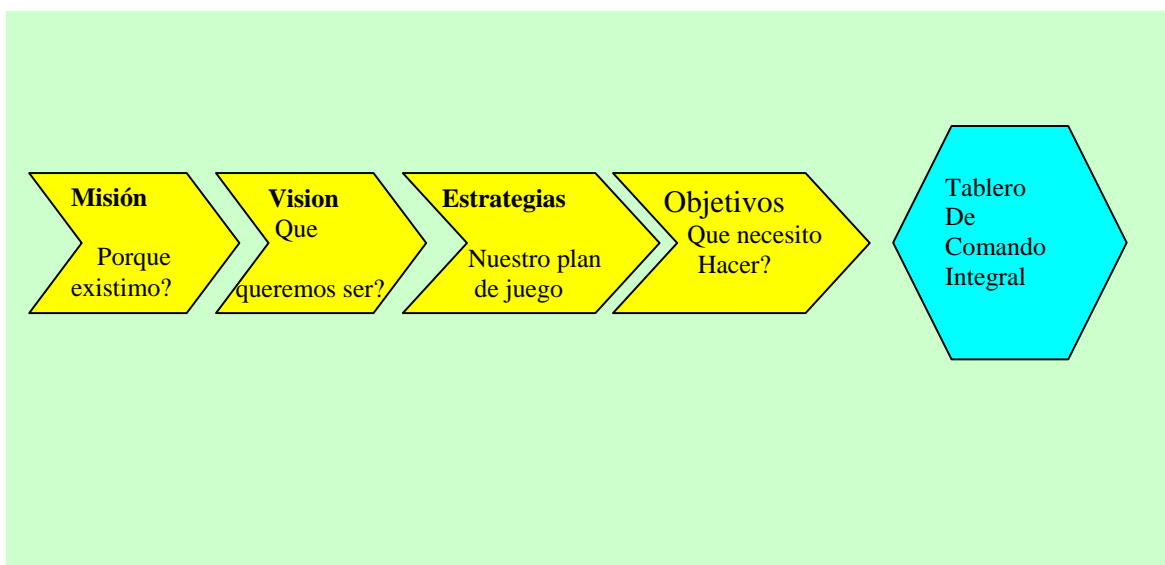 Misión
Porque
existimo?
Vision
Que
queremos ser?
Estrategias
Nuestro plan
de juego
Objetivos
Que necesito
Hacer?
Tablero
De
Comando
Integral